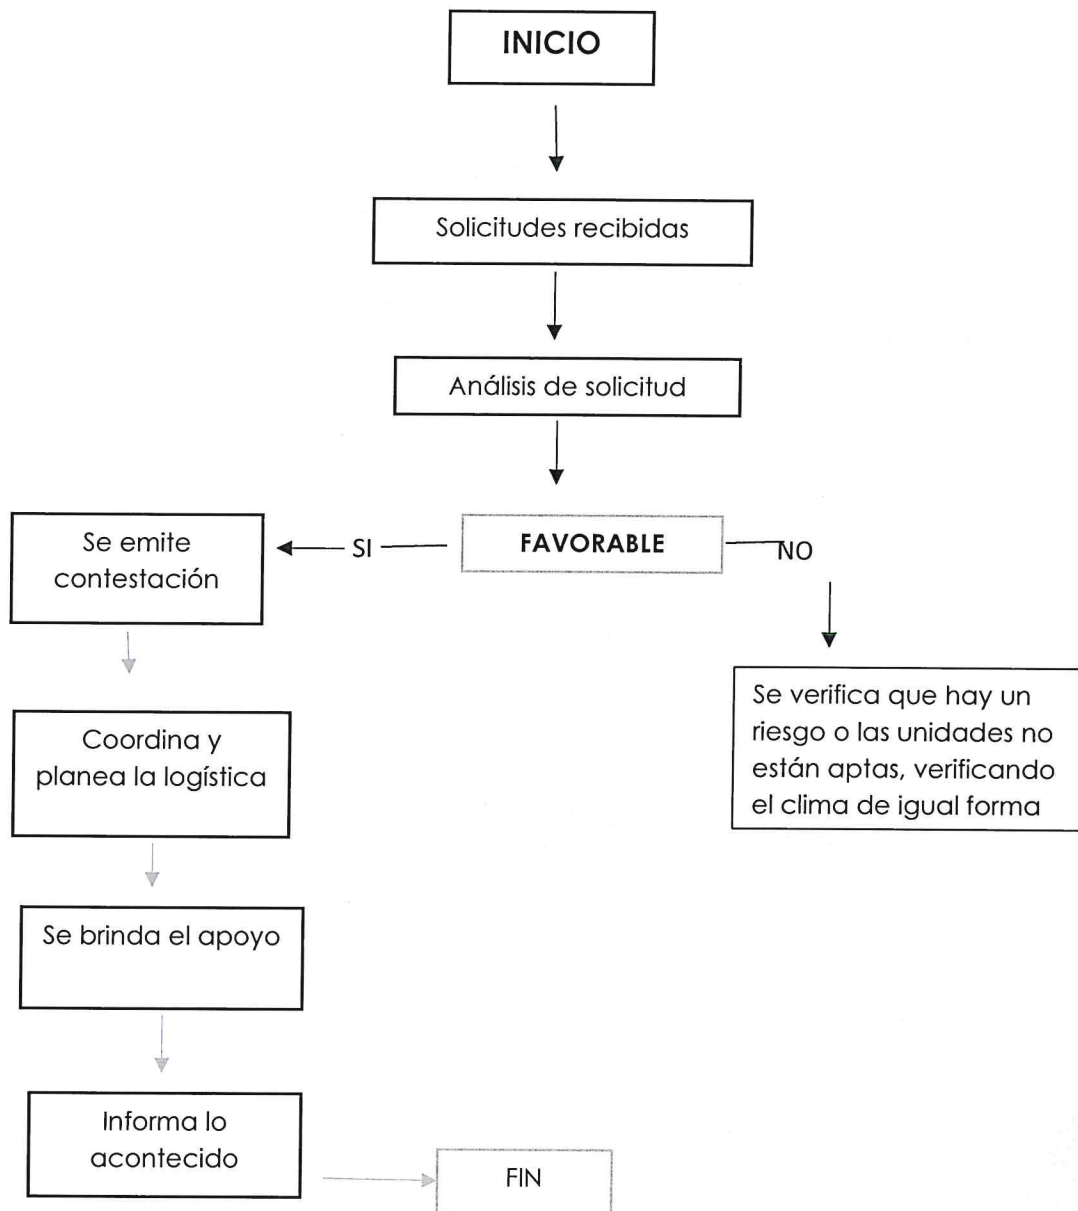 INICIO
Solicitudes recibidas
Análisis de solicitud
FAVORABLE
SI
NO
Se emite
contestación
Coordina y
planea la logística
Se brinda el apoyo
Informa lo
acontecido
FIN
Se verifica que hay un
riesgo o las unidades no
están aptas, verificando
el clima de igual forma